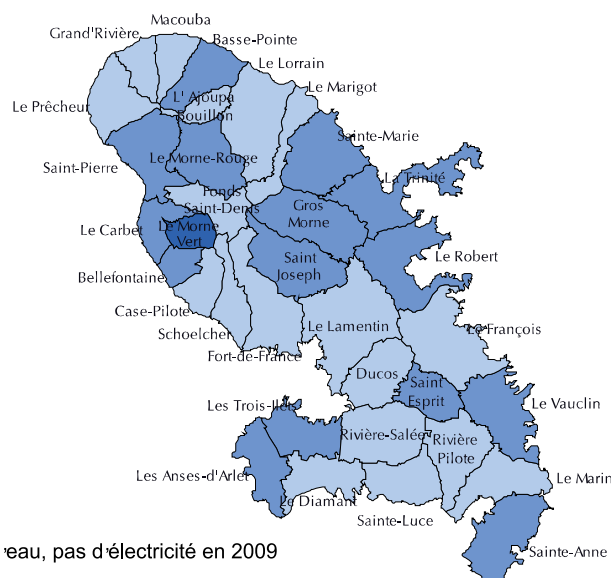 Macouba
Grand'Rivière
Basse-Pointe
Le Lorrain
Le Marigot
L' Ajoupa
Bouillon
Le Prêcheur
Sainte-Marie
Le Morne-Rouge
Saint-Pierre
La Trinité
Fonds
Saint-Denis
Gros
Morne
Le Carbet
Le Morne
Vert
Saint
Joseph
Le Robert
Bellefontaine
Case-Pilote
Schoelcher
Le Lamentin
Le François
Fort-de-France
Ducos
Saint
Esprit
Les Trois-Ilets
Le Vauclin
Rivière-Salée
Rivière
Pilote
Les Anses-d'Arlet
Le Marin
Le Diamant
Sainte-Luce
Sainte-Anne
eau, pas d'électricité en 2009